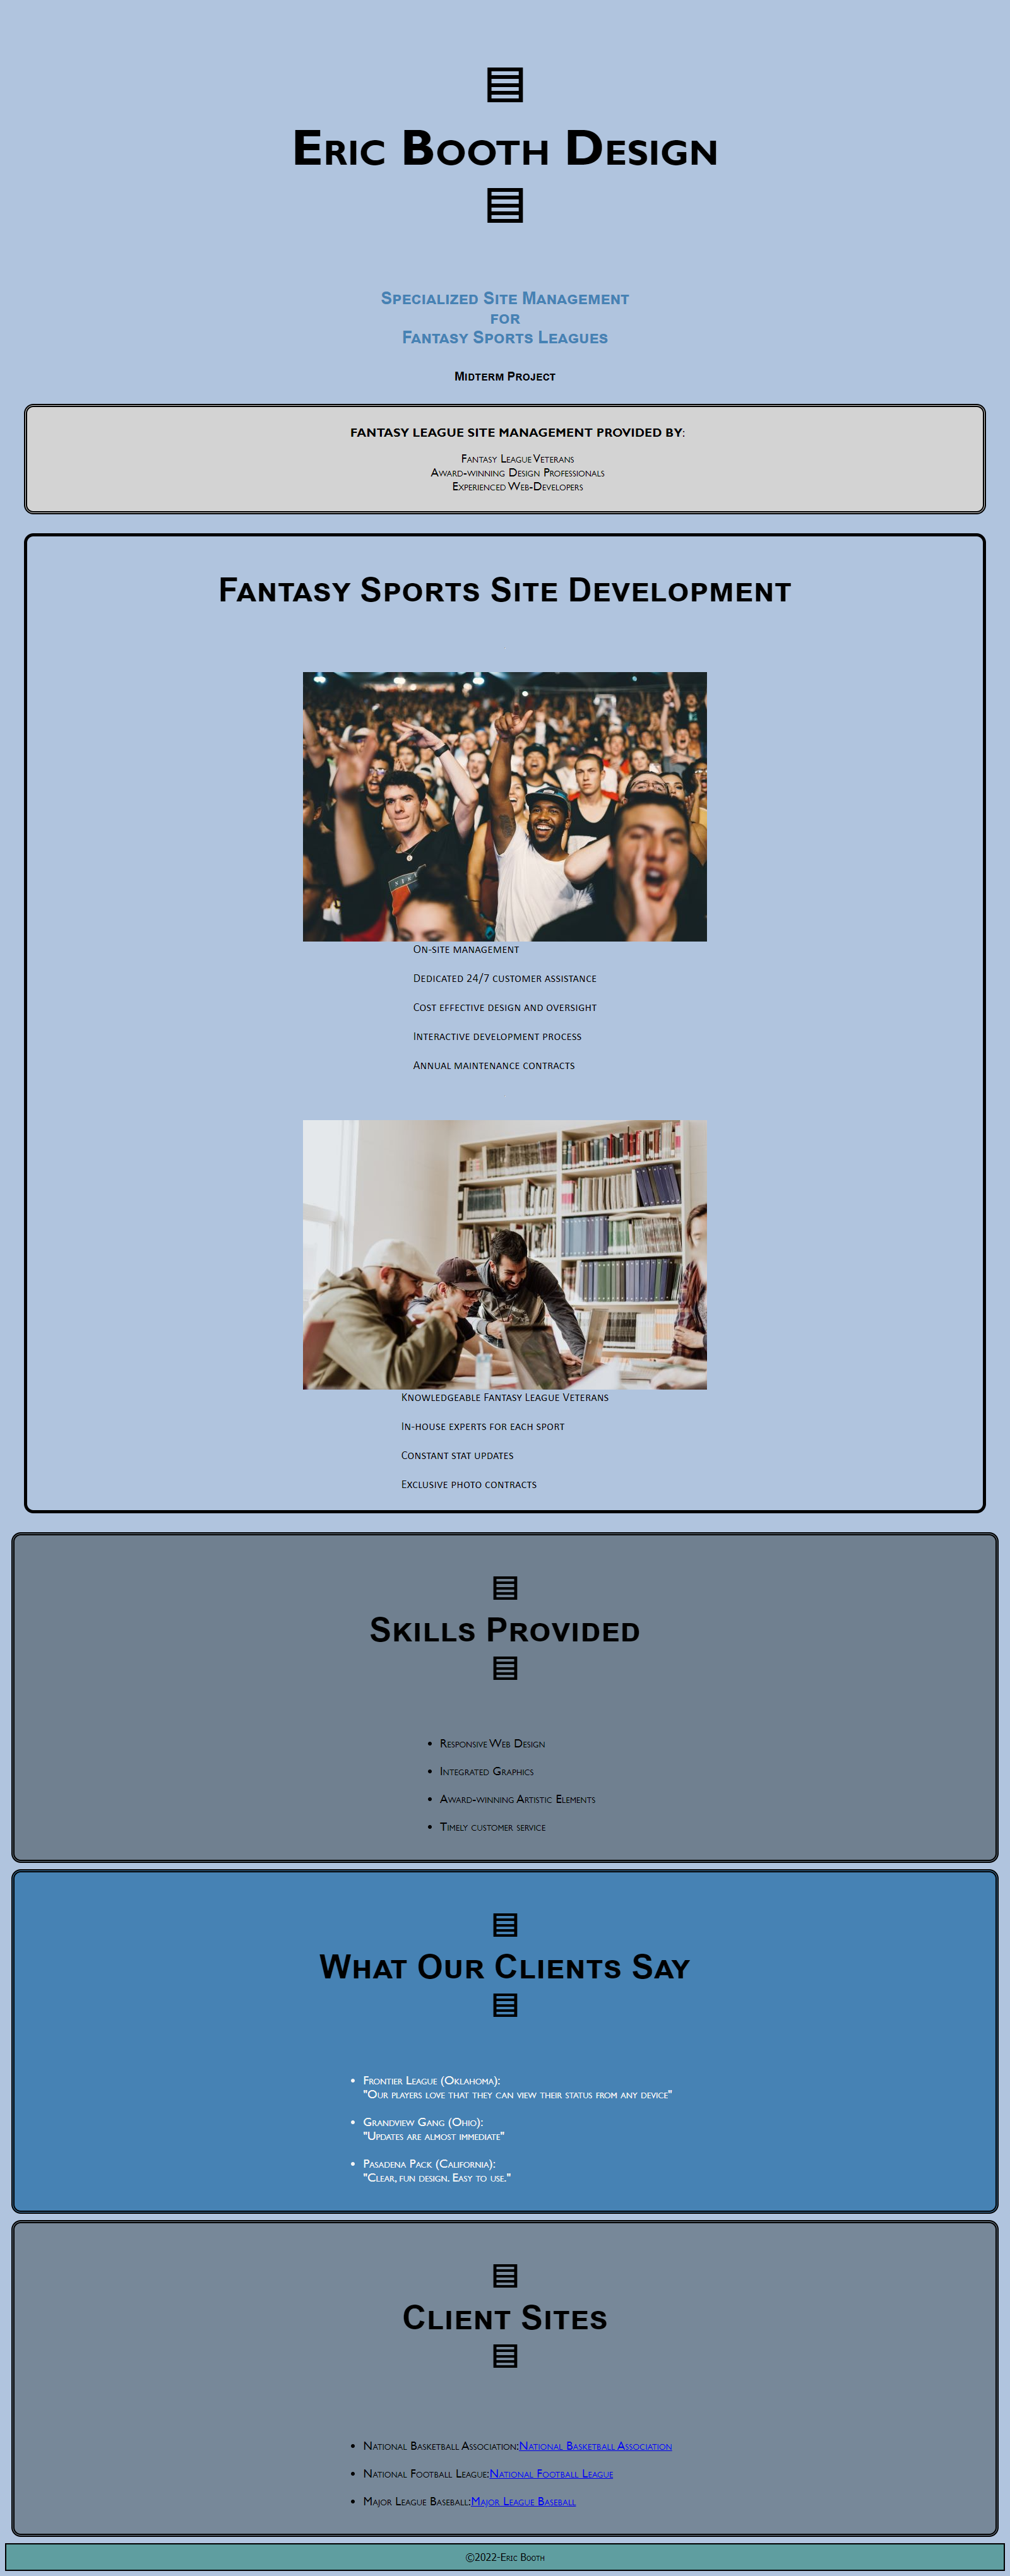 Eric Booth Design
Specialized Site Management
for
Fantasy Sports Leagues
Midterm Project
FANTASY LEAGUE SITE MANAGEMENT PROVIDED BY:
Fantasy League Veterans
Award-winning Design Professionals
Experienced Web-Developers
Fantasy Sports Site Development
On-site management
Dedicated 24/7 customer assistance
Cost effective design and oversight
Interactive development process
Annual maintenance contracts
Knowledgeable Fantasy League Veterans
In-house experts for each sport
Constant stat updates
Exclusive photo contracts
Skills Provided
• Responsive Web Design
• Integrated Graphics
• Award-winning Artistic Elements
• Timely customer service
What Our Clients Say
• Frontier League (Oklahoma):
"Our players love that they can view their status from any device"
• Grandview Gang (Ohio):
"Updates are almost immediate"
• Pasadena Pack (California):
"Clear, fun design. Easy to use."
Client Sites
• National Basketball Association:National Basketball Association
• National Football League:National Football League
• Major League Baseball:Major League Baseball
©2022-Eric Booth